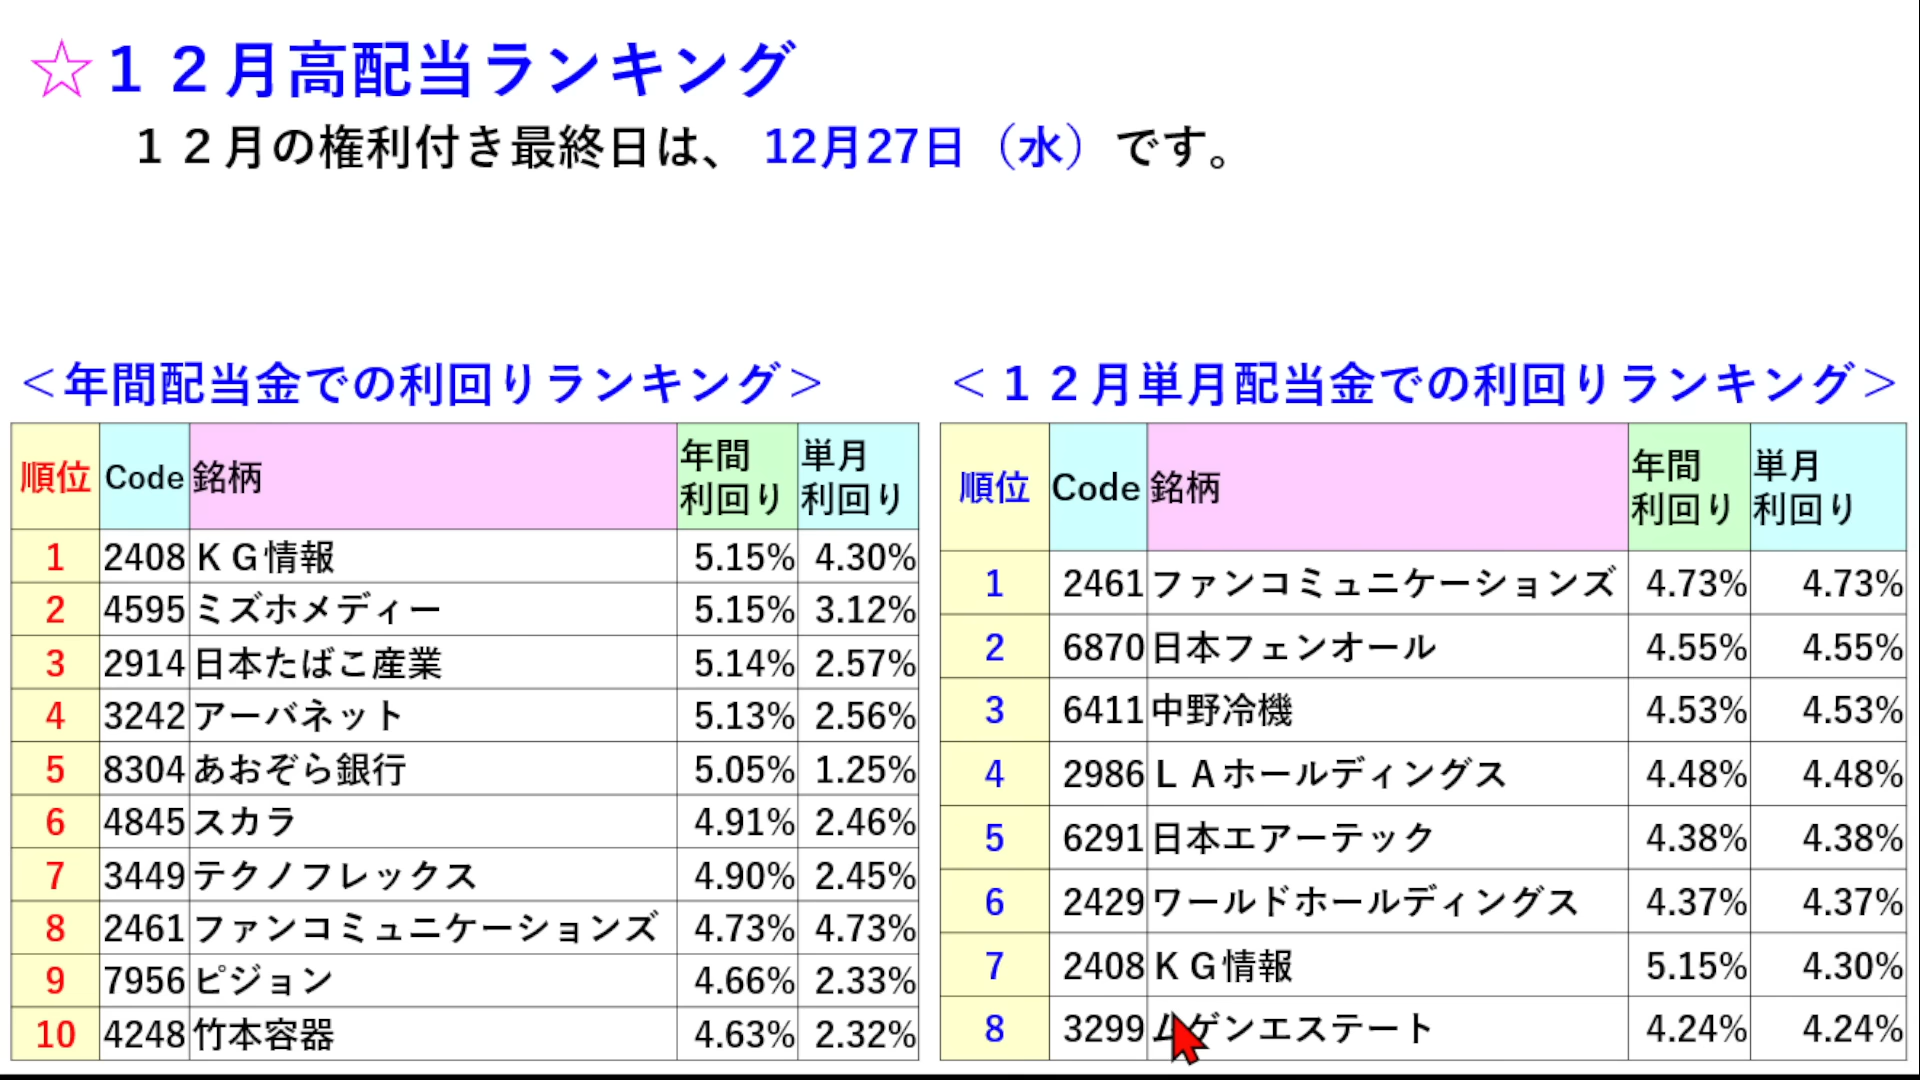 ☆１２月高配当ランキング
１２月の権利付き最終日は、12月27日（水）です。
＜年間配当金での利回りランキング＞
順位 Code 銘柄 年間利回り 単月利回り
1 2408 ＫＧ情報 5.15% 4.30%
2 4595 ミズホメディー 5.15% 3.12%
3 2914 日本たばこ産業 5.14% 2.57%
4 3242 アーバネット 5.13% 2.56%
5 8304 あおぞら銀行 5.05% 1.25%
6 4845 スカラ 4.91% 2.46%
7 3449 テクノフレックス 4.90% 2.45%
8 2461 ファンコミュニケーションズ 4.73% 4.73%
9 7956 ピジョン 4.66% 2.33%
10 4248 竹本容器 4.63% 2.32%
＜１２月単月配当金での利回りランキング＞
順位 Code 銘柄 年間利回り 単月利回り
1 2461 ファンコミュニケーションズ 4.73% 4.73%
2 6870 日本フェンオール 4.55% 4.55%
3 6411 中野冷機 4.53% 4.53%
4 2986 ＬＡホールディングス 4.48% 4.48%
5 6291 日本エアーテック 4.38% 4.38%
6 2429 ワールドホールディングス 4.37% 4.37%
7 2408 ＫＧ情報 5.15% 4.30%
8 3299 ムゲンエステート 4.24% 4.24%